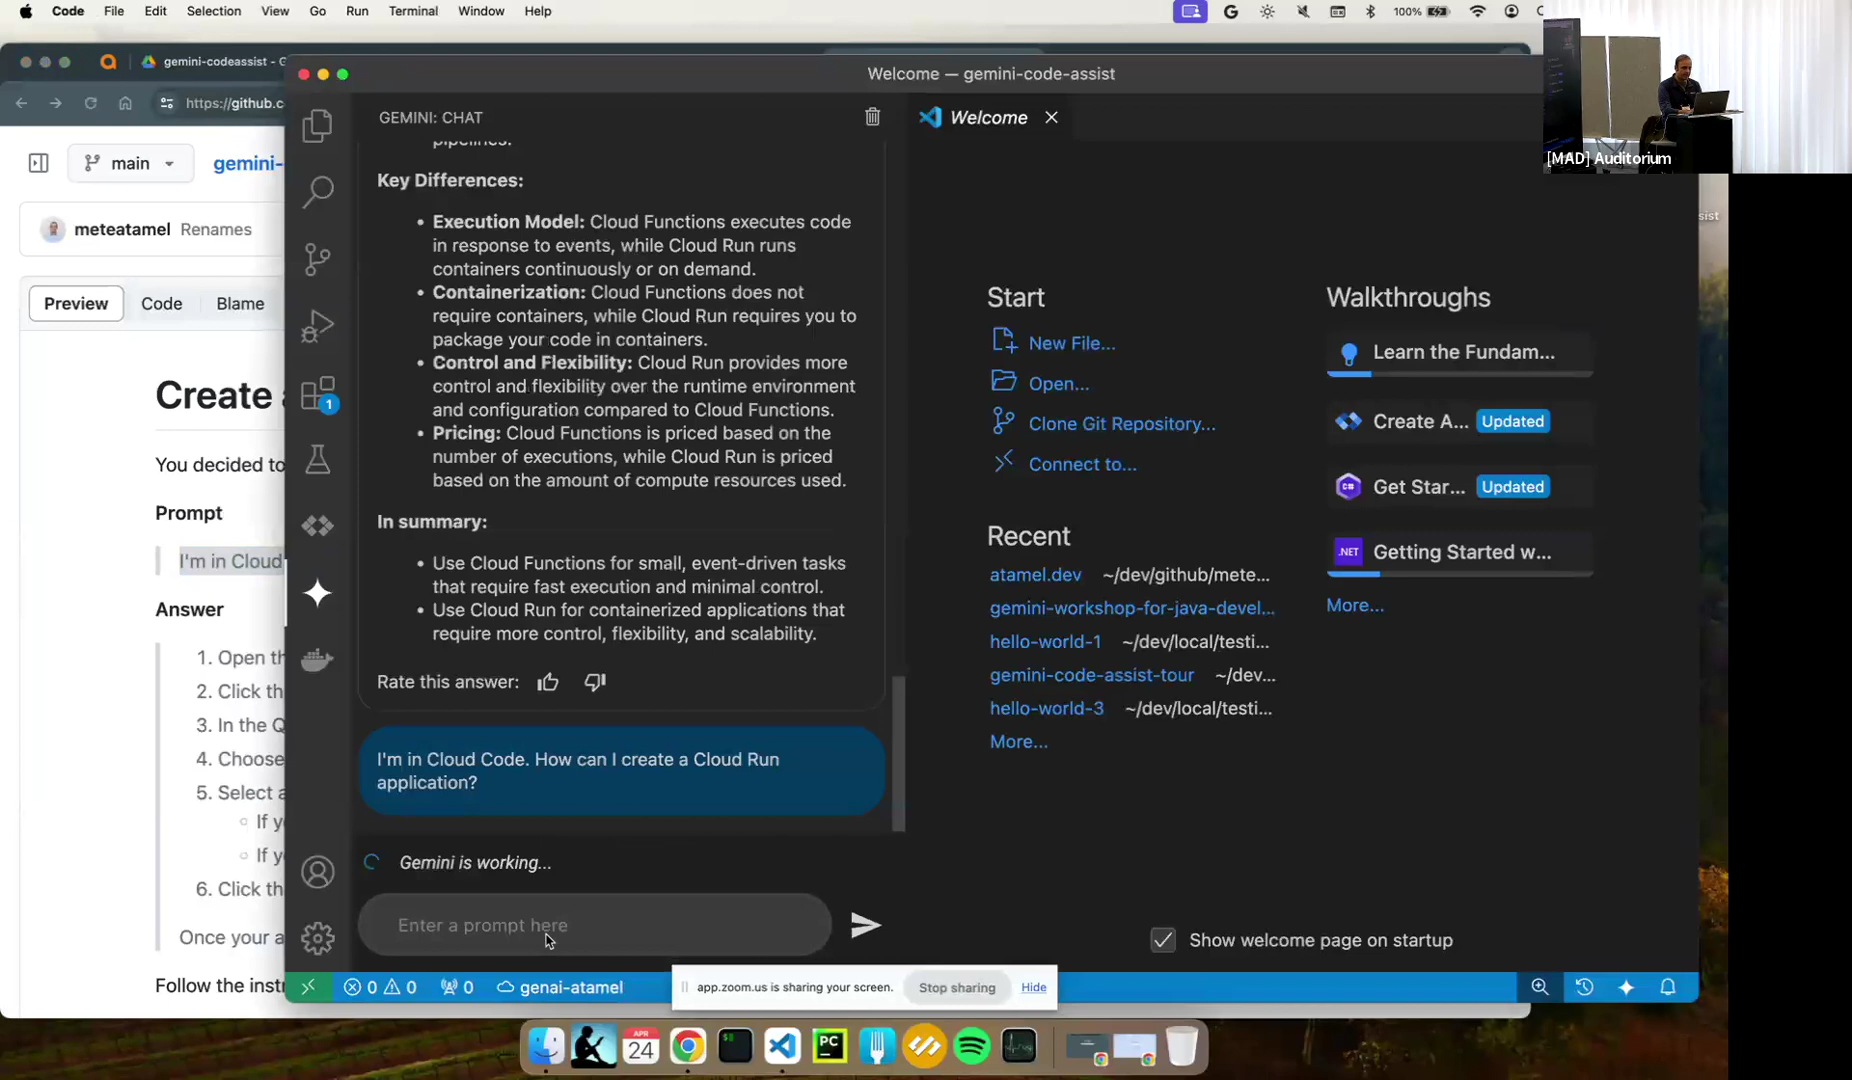 Code File Edit Selection View Go Run Terminal Window Help
100%
[MAD] Auditorium
gemini-codeassist - G
https://github.c
main
gemini-
meteatamel Renames
Preview Code Blame
Create
You decided to
Prompt
I'm in Cloud
Answer
1. Open th
2. Click th
3. In the Q
4. Choose
5. Select a
If y
If y
6. Click th
Once your a
Follow the instr
Welcome — gemini-code-assist
GEMINI: CHAT
pipelines.
Key Differences:
• Execution Model: Cloud Functions executes code
in response to events, while Cloud Run runs
containers continuously or on demand.
• Containerization: Cloud Functions does not
require containers, while Cloud Run requires you to
package your code in containers.
• Control and Flexibility: Cloud Run provides more
control and flexibility over the runtime environment
and configuration compared to Cloud Functions.
• Pricing: Cloud Functions is priced based on the
number of executions, while Cloud Run is priced
based on the amount of compute resources used.
In summary:
• Use Cloud Functions for small, event-driven tasks
that require fast execution and minimal control.
• Use Cloud Run for containerized applications that
require more control, flexibility, and scalability.
Rate this answer:
I'm in Cloud Code. How can I create a Cloud Run
application?
Gemini is working...
Enter a prompt here
1
Welcome
Start
New File...
Open...
Clone Git Repository...
Connect to...
Recent
atamel.dev ~/dev/github/mete...
gemini-workshop-for-java-devel...
hello-world-1 ~/dev/local/testi...
gemini-code-assist-tour ~/dev...
hello-world-3 ~/dev/local/testi...
More...
Walkthroughs
Learn the Fundam...
Create A... Updated
Get Star... Updated
.NET Getting Started w...
More...
Show welcome page on startup
sist
0 0 0 genai-atamel
app.zoom.us is sharing your screen. Stop sharing Hide
APR
24
PC